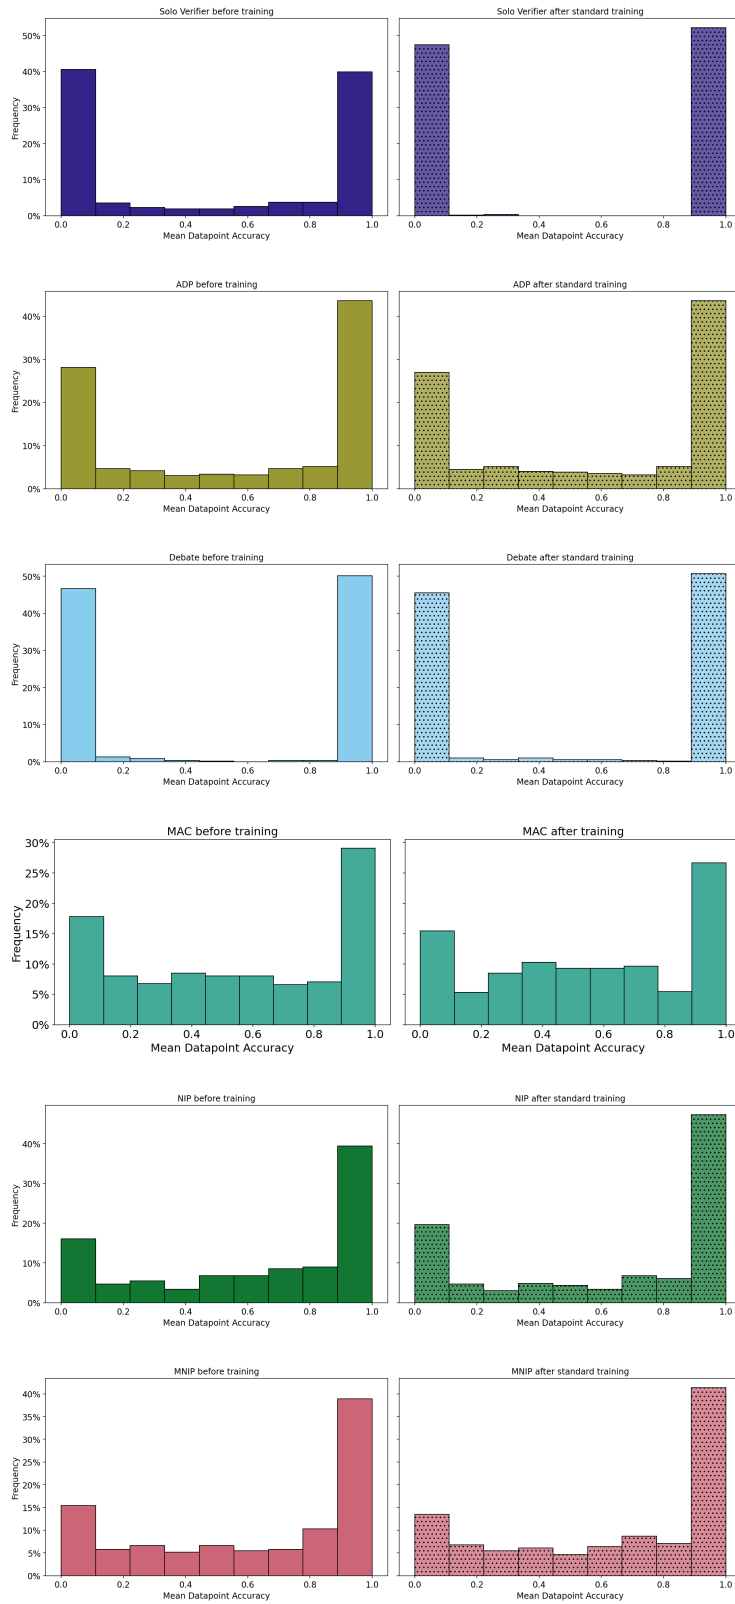 Solo Verifier before training
Solo Verifier after standard training
50%
40%
30%
20%
10%
0%
Frequency
0.0 0.2 0.4 0.6 0.8 1.0
0.0 0.2 0.4 0.6 0.8 1.0
Mean Datapoint Accuracy
Mean Datapoint Accuracy
ADP before training
ADP after standard training
40%
30%
20%
10%
0%
Frequency
0.0 0.2 0.4 0.6 0.8 1.0
0.0 0.2 0.4 0.6 0.8 1.0
Mean Datapoint Accuracy
Mean Datapoint Accuracy
Debate before training
Debate after standard training
50%
40%
30%
20%
10%
0%
Frequency
0.0 0.2 0.4 0.6 0.8 1.0
0.0 0.2 0.4 0.6 0.8 1.0
Mean Datapoint Accuracy
Mean Datapoint Accuracy
MAC before training
MAC after training
30%
25%
20%
15%
10%
5%
0%
Frequency
0.0 0.2 0.4 0.6 0.8 1.0
0.0 0.2 0.4 0.6 0.8 1.0
Mean Datapoint Accuracy
Mean Datapoint Accuracy
NIP before training
NIP after standard training
40%
30%
20%
10%
0%
Frequency
0.0 0.2 0.4 0.6 0.8 1.0
0.0 0.2 0.4 0.6 0.8 1.0
Mean Datapoint Accuracy
Mean Datapoint Accuracy
MNIP before training
MNIP after standard training
40%
35%
30%
25%
20%
15%
10%
5%
0%
Frequency
0.0 0.2 0.4 0.6 0.8 1.0
0.0 0.2 0.4 0.6 0.8 1.0
Mean Datapoint Accuracy
Mean Datapoint Accuracy